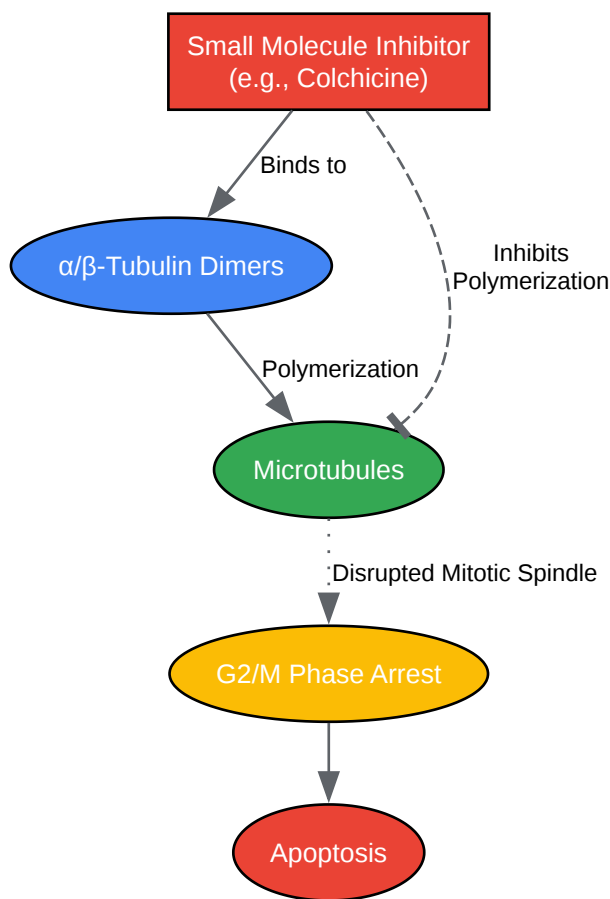 Small Molecule Inhibitor
(e.g., Colchicine)
Binds to
α/β-Tubulin Dimers
Inhibits
Polymerization
Polymerization
Microtubules
Disrupted Mitotic Spindle
G2/M Phase Arrest
Apoptosis